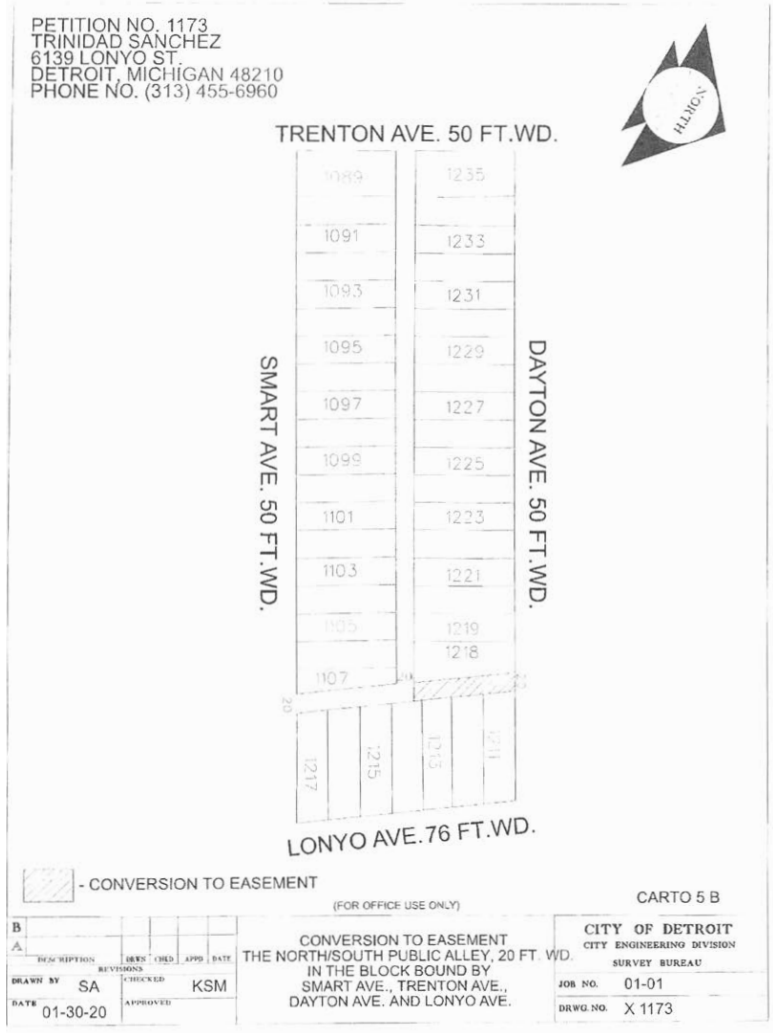 PETITION NO. 1173
TRINIDAD SANCHEZ
6139 LONYO ST.
DETROIT, MICHIGAN 48210
PHONE NO. (313) 455-6960
NORTH
TRENTON AVE. 50 FT.WD.
1089 1235
1091 1233
1093 1231
1095 1229
1097 1227
1099 1225
1101 1223
1103 1221
1105 1219
1218
1107
SMART AVE. 50 FT.WD.
DAYTON AVE. 50 FT.WD.
20 20 20
1217 1215 1213 1211
LONYO AVE.76 FT.WD.
- CONVERSION TO EASEMENT
(FOR OFFICE USE ONLY)
CARTO 5 B
B
A
DESCRIPTION DRWN CHKD APPD DATE
REVISIONS
DRAWN BY SA
CHECKED KSM
DATE 01-30-20
APPROVED
CONVERSION TO EASEMENT
THE NORTH/SOUTH PUBLIC ALLEY, 20 FT. WD.
IN THE BLOCK BOUND BY
SMART AVE., TRENTON AVE.,
DAYTON AVE. AND LONYO AVE.
CITY OF DETROIT
CITY ENGINEERING DIVISION
SURVEY BUREAU
JOB NO. 01-01
DRWG. NO. X 1173